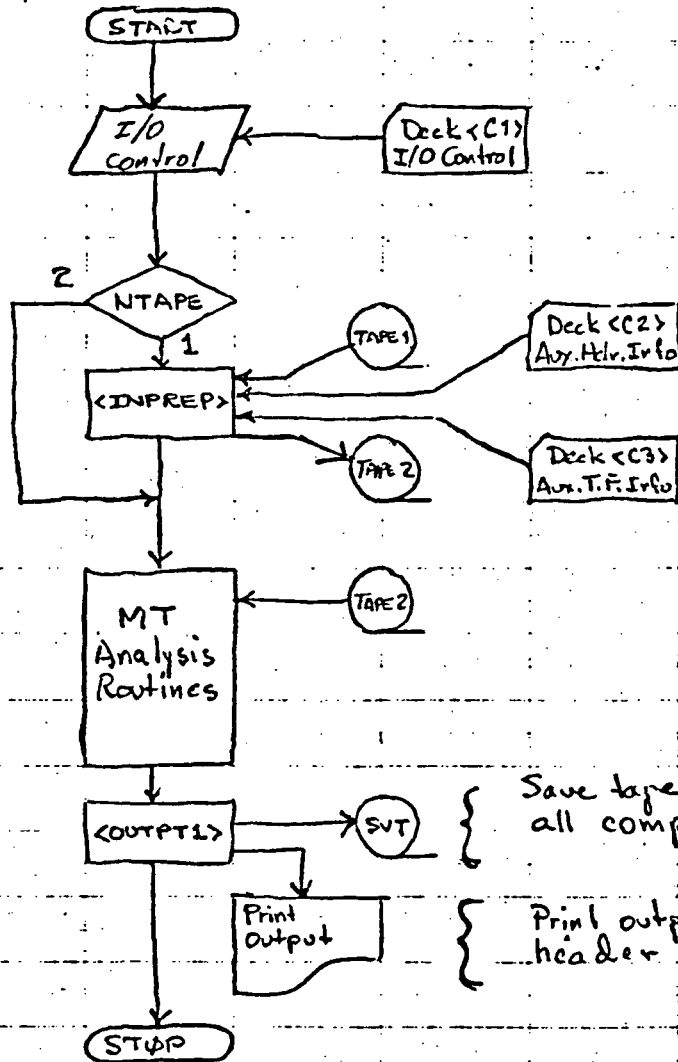 START
I/O
Control
Deck <C1>
I/O Control
2
NTAPE
1
TAPE 1
Deck <C2>
Aux. Hdr. Info
<INPREP>
TAPE 2
Deck <C3>
Aux. T.F. Info
MT
Analysis
Routines
TAPE 2
<OUTPT1>
SVT
Save tape
all comp
Print
Output
Print outp
header
STØP